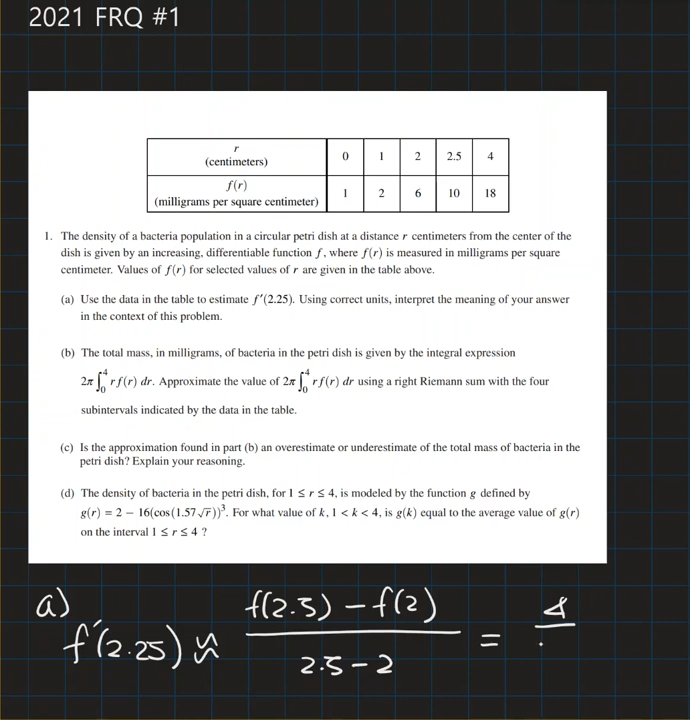 2021 FRQ #1
r (centimeters) 0 1 2 2.5 4
f(r) (milligrams per square centimeter) 1 2 6 10 18
1. The density of a bacteria population in a circular petri dish at a distance r centimeters from the center of the
dish is given by an increasing, differentiable function f, where f(r) is measured in milligrams per square
centimeter. Values of f(r) for selected values of r are given in the table above.
(a) Use the data in the table to estimate f′(2.25). Using correct units, interpret the meaning of your answer
in the context of this problem.
(b) The total mass, in milligrams, of bacteria in the petri dish is given by the integral expression
2π∫₀⁴ r f(r) dr. Approximate the value of 2π∫₀⁴ r f(r) dr using a right Riemann sum with the four
subintervals indicated by the data in the table.
(c) Is the approximation found in part (b) an overestimate or underestimate of the total mass of bacteria in the
petri dish? Explain your reasoning.
(d) The density of bacteria in the petri dish, for 1 ≤ r ≤ 4, is modeled by the function g defined by
g(r) = 2 − 16(cos(1.57√r))³. For what value of k, 1 < k < 4, is g(k) equal to the average value of g(r)
on the interval 1 ≤ r ≤ 4 ?
a)
f′(2.25) ≈ (f(2.5) − f(2)) / (2.5 − 2) = 4 / .